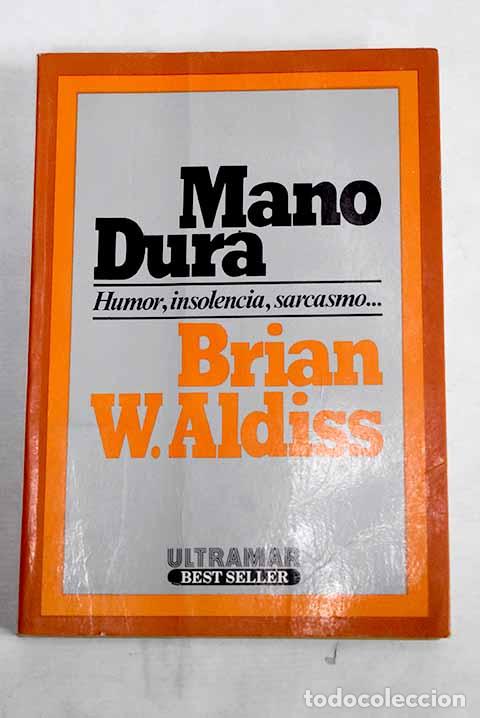 Mano
Dura
Humor, insolencia, sarcasmo...
Brian
W. Aldiss
ULTRAMAR
BEST SELLER
todocoleccion